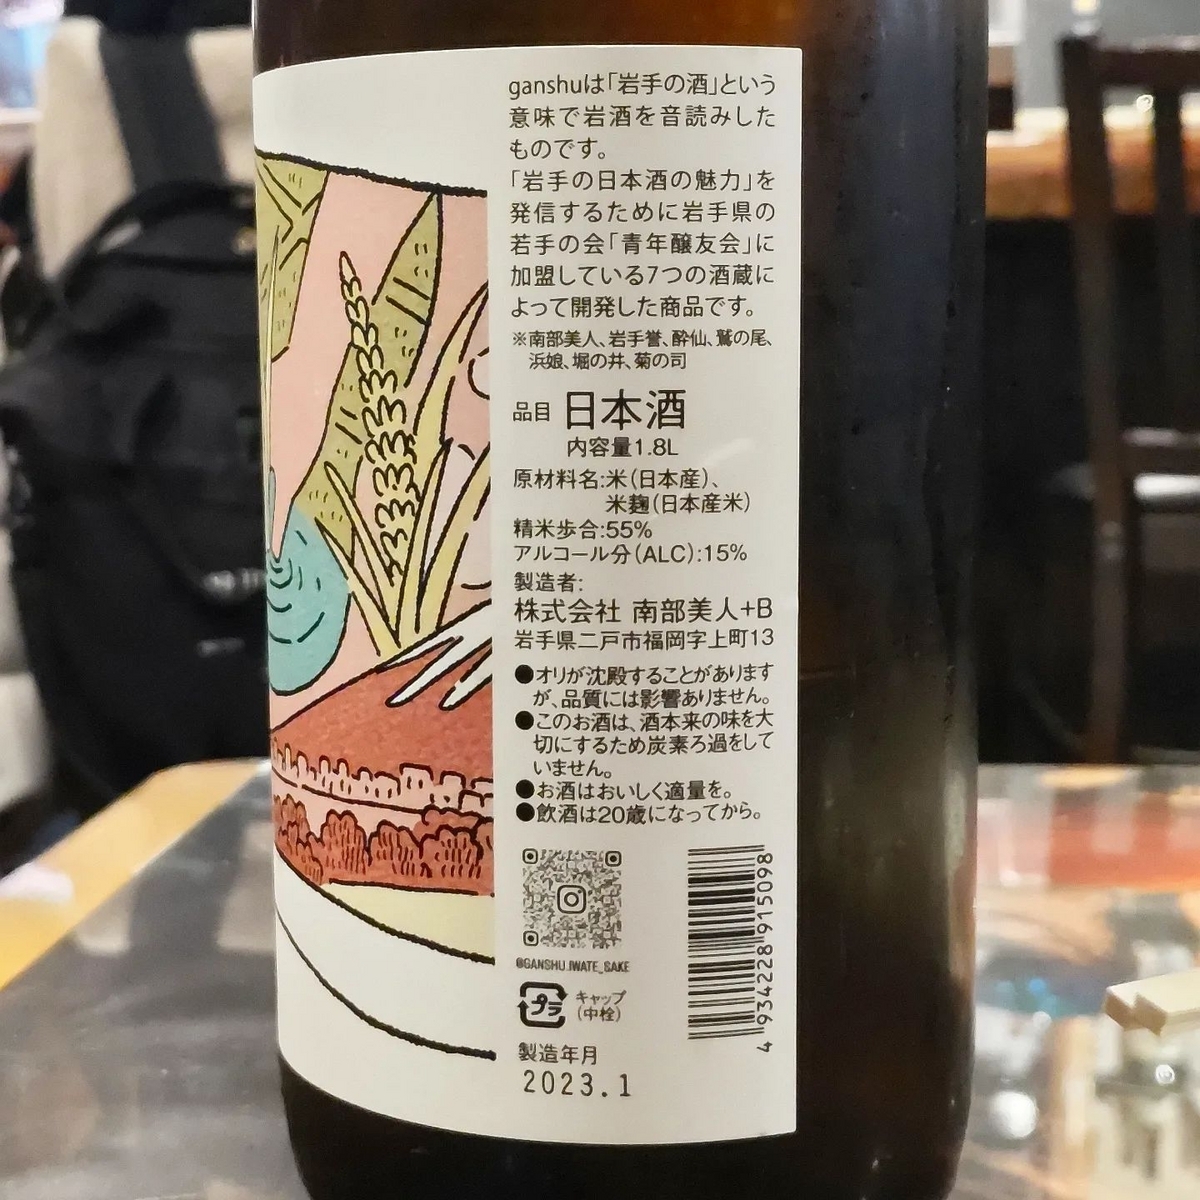 ganshuは「岩手の酒」という
意味で岩酒を音読みした
ものです。
「岩手の日本酒の魅力」を
発信するために岩手県の
若手の会「青年醸友会」に
加盟している7つの酒蔵に
よって開発した商品です。
※南部美人、岩手誉、酔仙、鷲の尾、
浜娘、堀の井、菊の司
品目 日本酒
内容量1.8L
原材料名:米(日本産)、
米麹(日本産米)
精米歩合:55%
アルコール分(ALC):15%
製造者:
株式会社 南部美人+B
岩手県二戸市福岡字上町13
●オリが沈殿することがあります
が、品質には影響ありません。
●このお酒は、酒本来の味を大
切にするため炭素ろ過をして
いません。
●お酒はおいしく適量を。
●飲酒は20歳になってから。
@GANSHU.IWATE_SAKE
プラ
キャップ
(中栓)
4934228915098
製造年月
2023.1